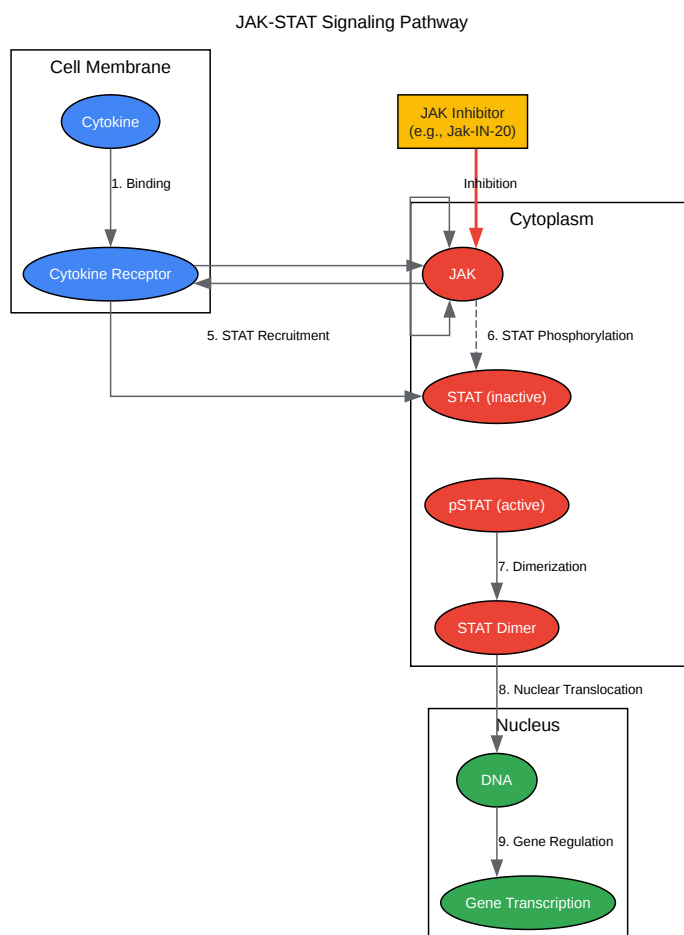 JAK-STAT Signaling Pathway
Cell Membrane
Cytokine
1. Binding
Cytokine Receptor
JAK Inhibitor
(e.g., Jak-IN-20)
Inhibition
Cytoplasm
JAK
5. STAT Recruitment
6. STAT Phosphorylation
STAT (inactive)
pSTAT (active)
7. Dimerization
STAT Dimer
8. Nuclear Translocation
Nucleus
DNA
9. Gene Regulation
Gene Transcription